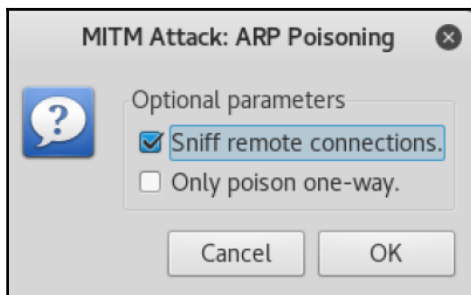 MITM Attack: ARP Poisoning
Optional parameters
Sniff remote connections.
Only poison one-way.
Cancel OK